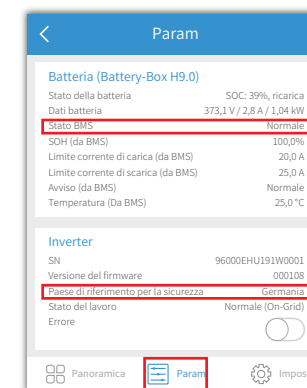 Param
Batteria (Battery-Box H9.0)
Stato della batteria SOC: 39%, ricarica
Dati batteria 373,1 V / 2,8 A / 1,04 kW
Stato BMS Normale
SOH (da BMS) 100,0%
Limite corrente di carica (da BMS) 20,0 A
Limite corrente di scarica (da BMS) 25,0 A
Avviso (da BMS) Normale
Temperatura (Da BMS) 25,0 °C
Inverter
SN 96000EHU191W0001
Versione del firmware 000108
Paese di riferimento per la sicurezza Germania
Stato del lavoro Normale (On-Grid)
Errore
Panoramica Param Impos